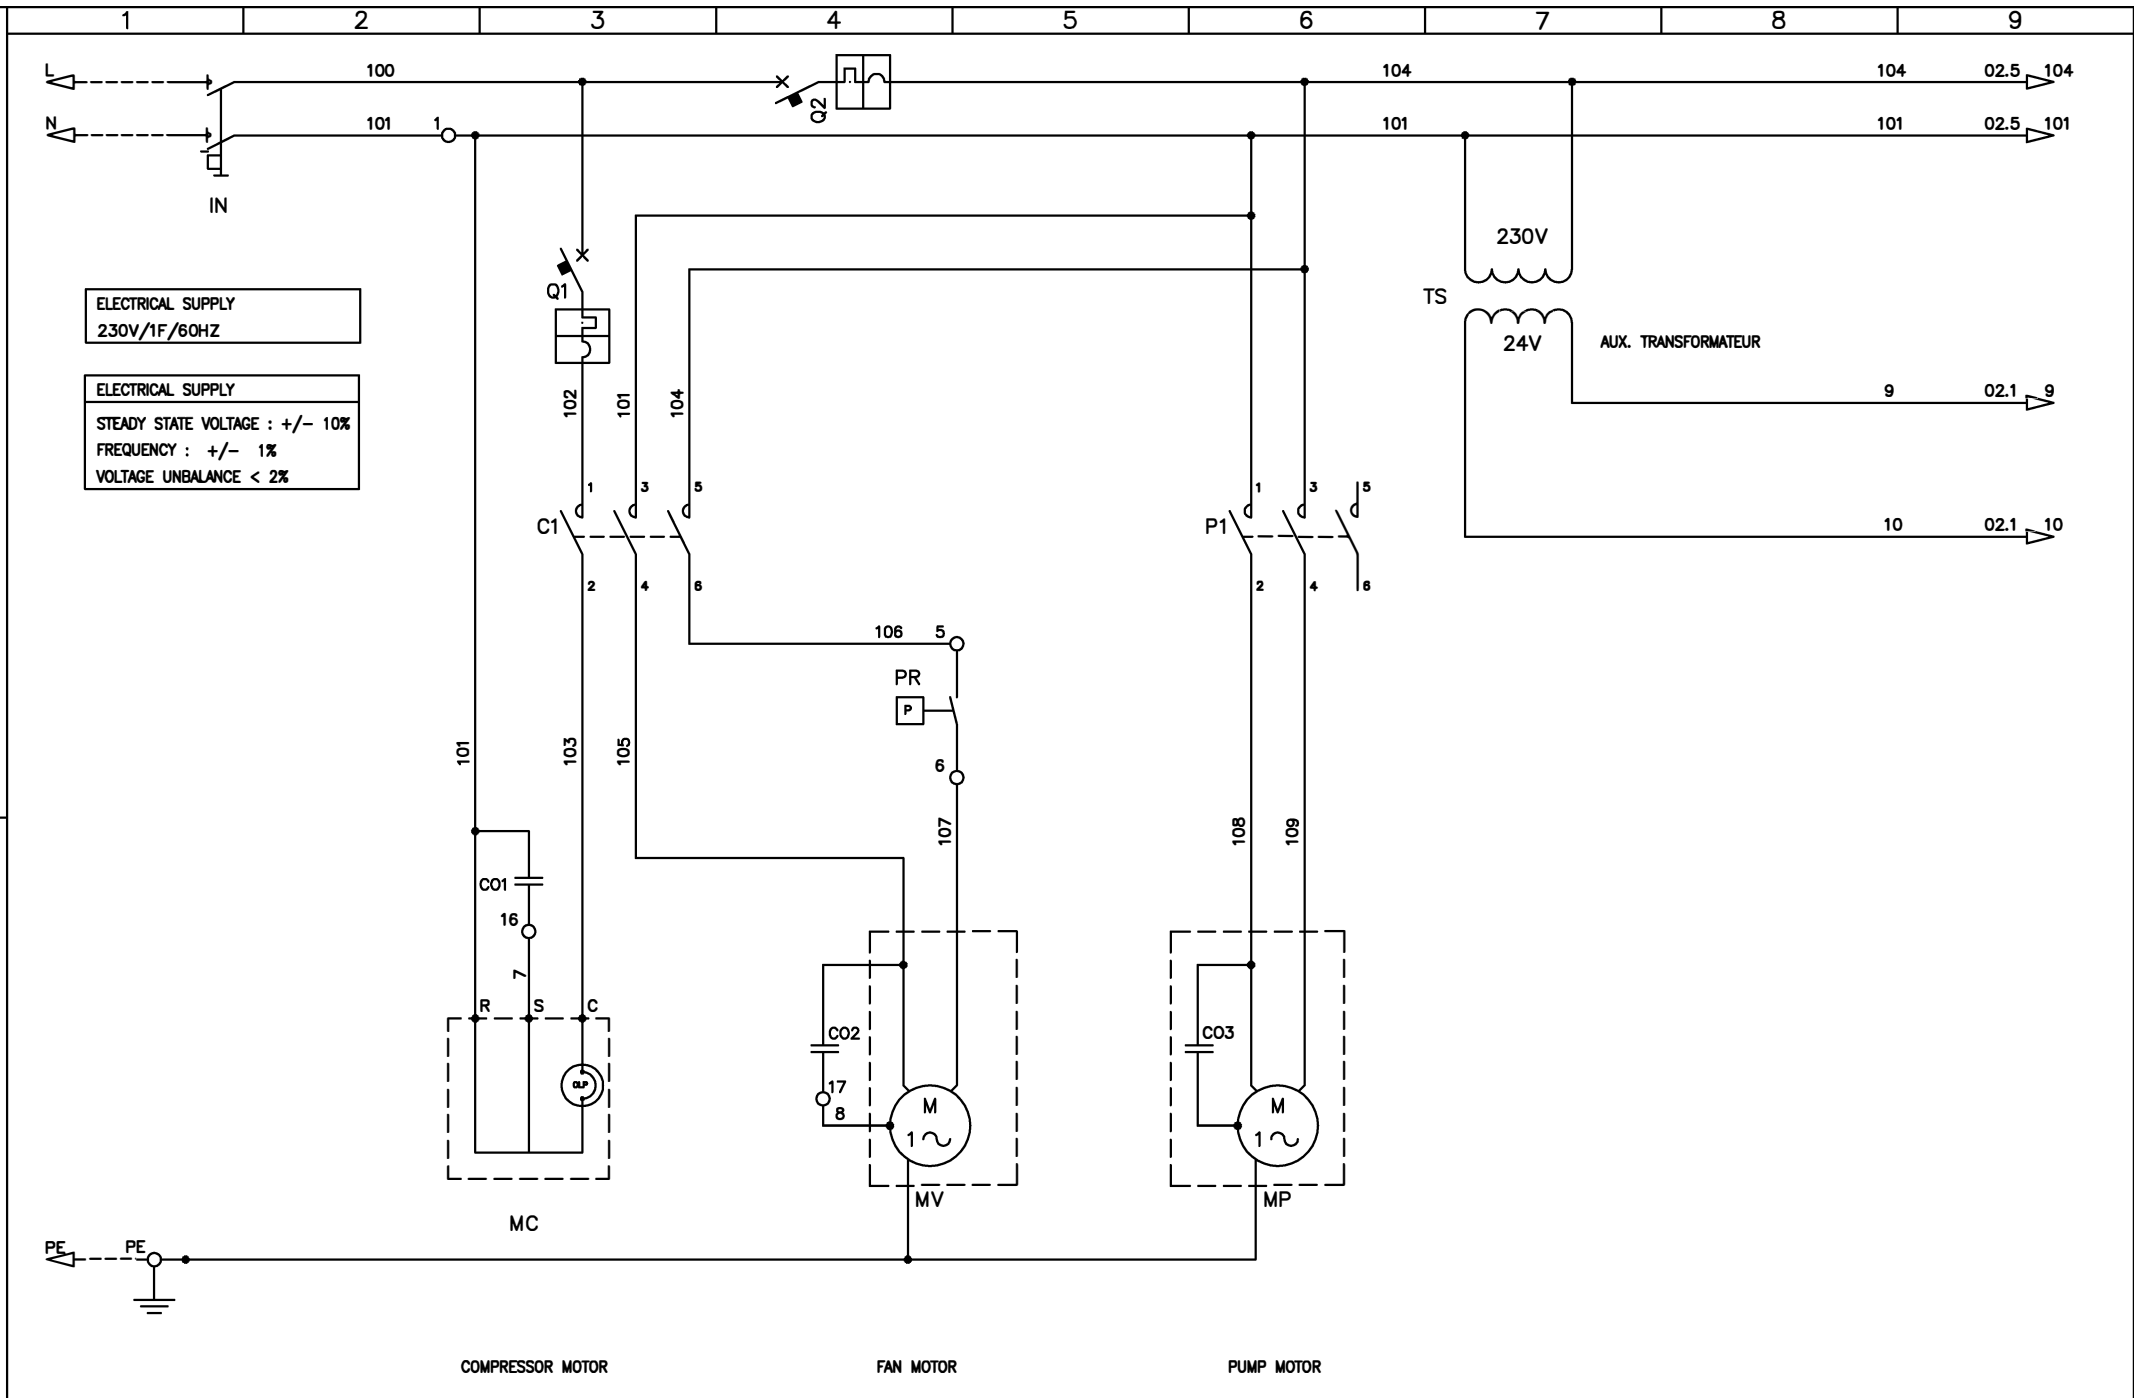 1 2 3 4 5 6 7 8 9
L 100 104 104 02.5 104
Q2
N 101 1 101 101 02.5 101
IN
230V
ELECTRICAL SUPPLY
230V/1F/60HZ
Q1
TS
24V
AUX. TRANSFORMATEUR
ELECTRICAL SUPPLY
STEADY STATE VOLTAGE : +/- 10%
FREQUENCY : +/- 1%
VOLTAGE UNBALANCE < 2%
102 101 104
9 02.1 9
1 3 5 1 3 5
C1 P1
10 02.1 10
2 4 6 2 4 6
106 5
PR
P
101 103 105
6
107 108 109
CO1
16
7
R S C
CO2 CO3
OLP
17
8
M M
1 1
MV MP
MC
PE PE
COMPRESSOR MOTOR FAN MOTOR PUMP MOTOR